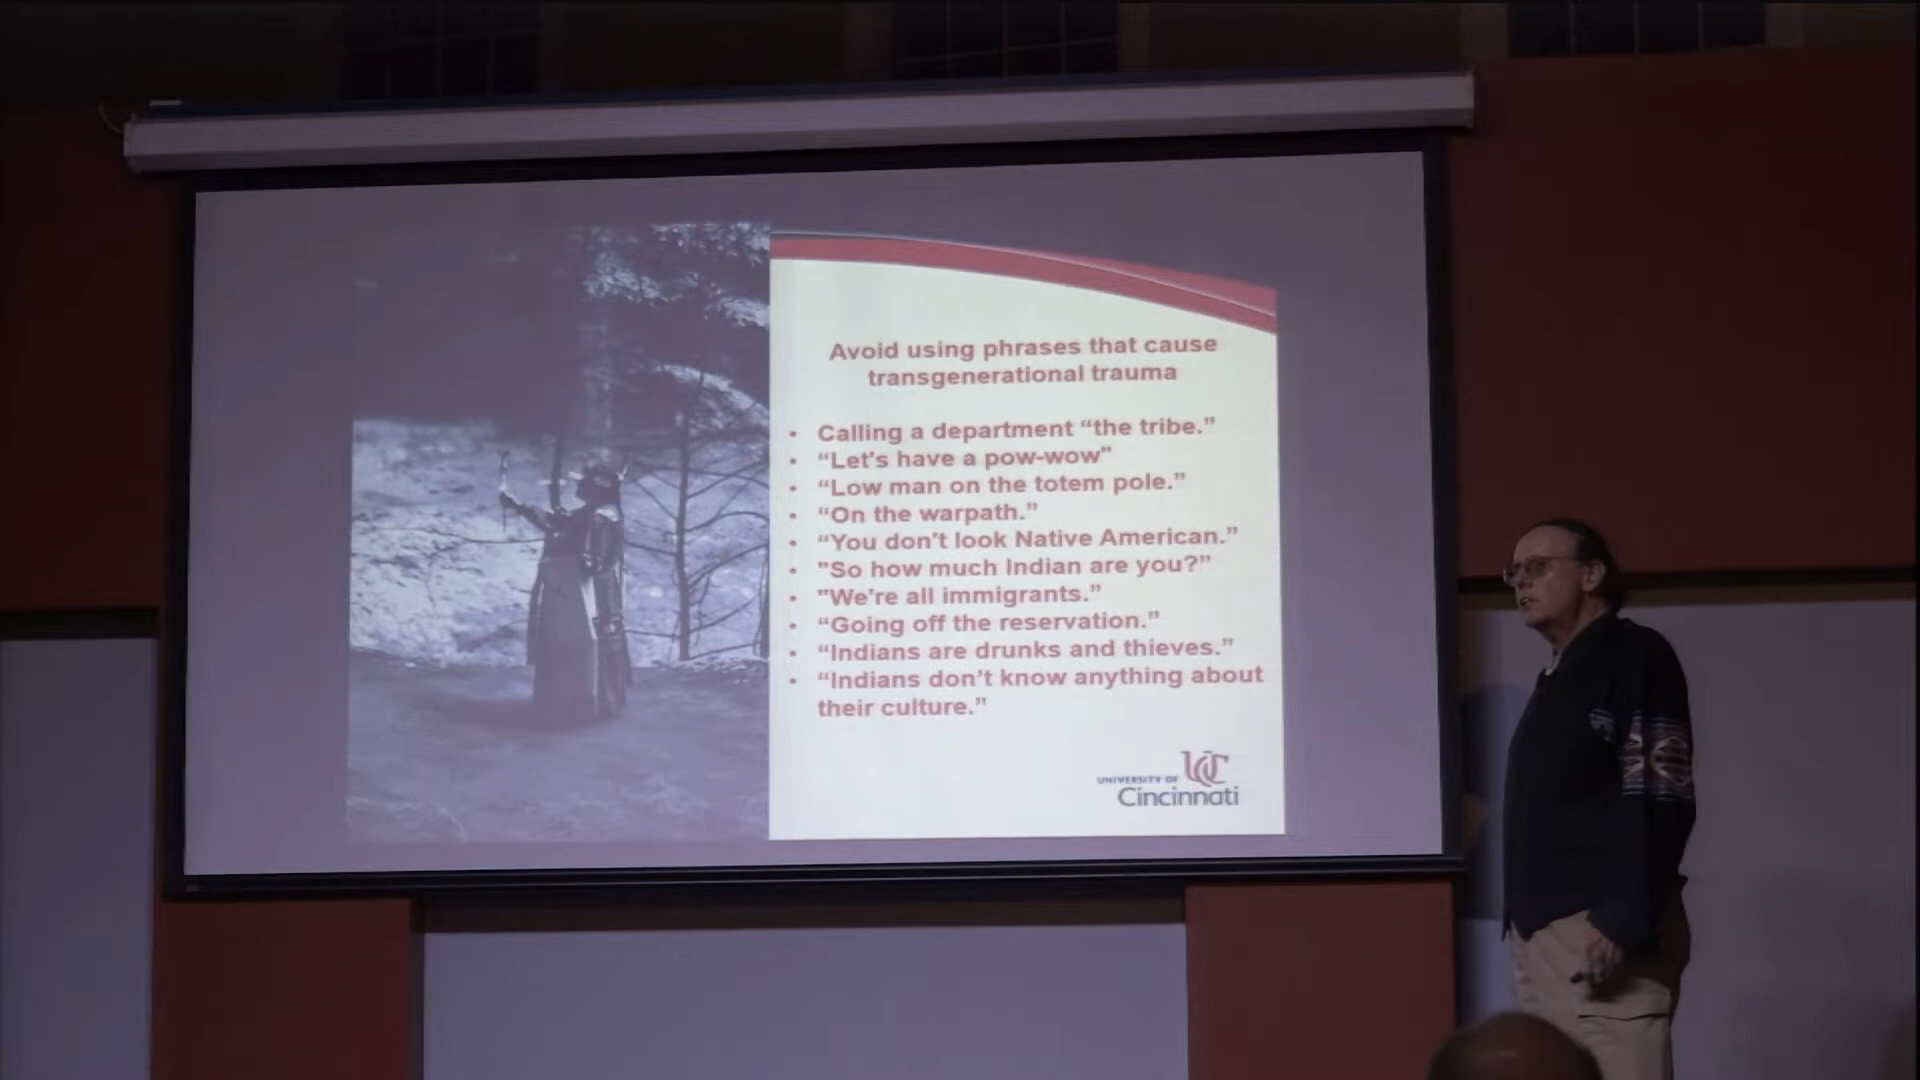 Avoid using phrases that cause
transgenerational trauma
• Calling a department “the tribe.”
• “Let's have a pow-wow”
• “Low man on the totem pole.”
• “On the warpath.”
• “You don’t look Native American.”
• "So how much Indian are you?”
• "We’re all immigrants.”
• “Going off the reservation.”
• “Indians are drunks and thieves.”
• “Indians don’t know anything about
their culture.”
UC
UNIVERSITY OF
Cincinnati